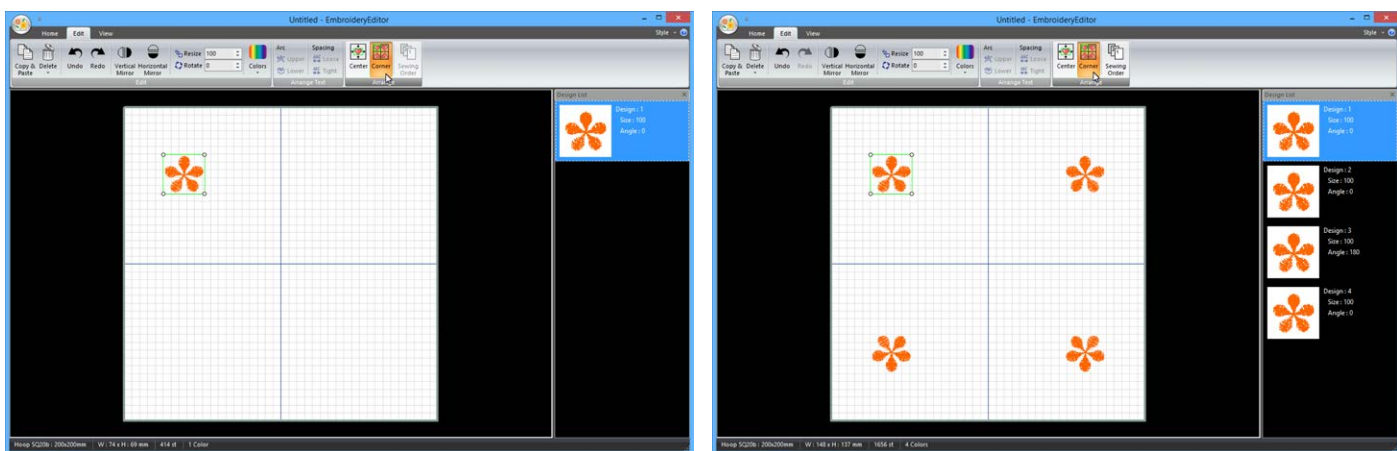 Untitled - EmbroideryEditor
Home Edit View Style
Copy & Paste Delete Undo Redo Vertical Mirror Horizontal Mirror Resize 100 Rotate 0 Colors Arc Upper Lower Spacing Loose Tight Center Corner Sewing Order
Edit Arrange Text
Design List
Design : 1
Size : 100
Angle : 0
Hoop SQ20b : 200x200mm W : 74 x H : 69 mm 414 st 1 Color
Untitled - EmbroideryEditor
Home Edit View Style
Copy & Paste Delete Undo Redo Vertical Mirror Horizontal Mirror Resize 100 Rotate 0 Colors Arc Upper Lower Spacing Loose Tight Center Corner Sewing Order
Edit Arrange Text
Design List
Design : 1
Size : 100
Angle : 0
Design : 2
Size : 100
Angle : 0
Design : 3
Size : 100
Angle : 180
Design : 4
Size : 100
Angle : 0
Hoop SQ20b : 200x200mm W : 148 x H : 137 mm 1656 st 4 Colors